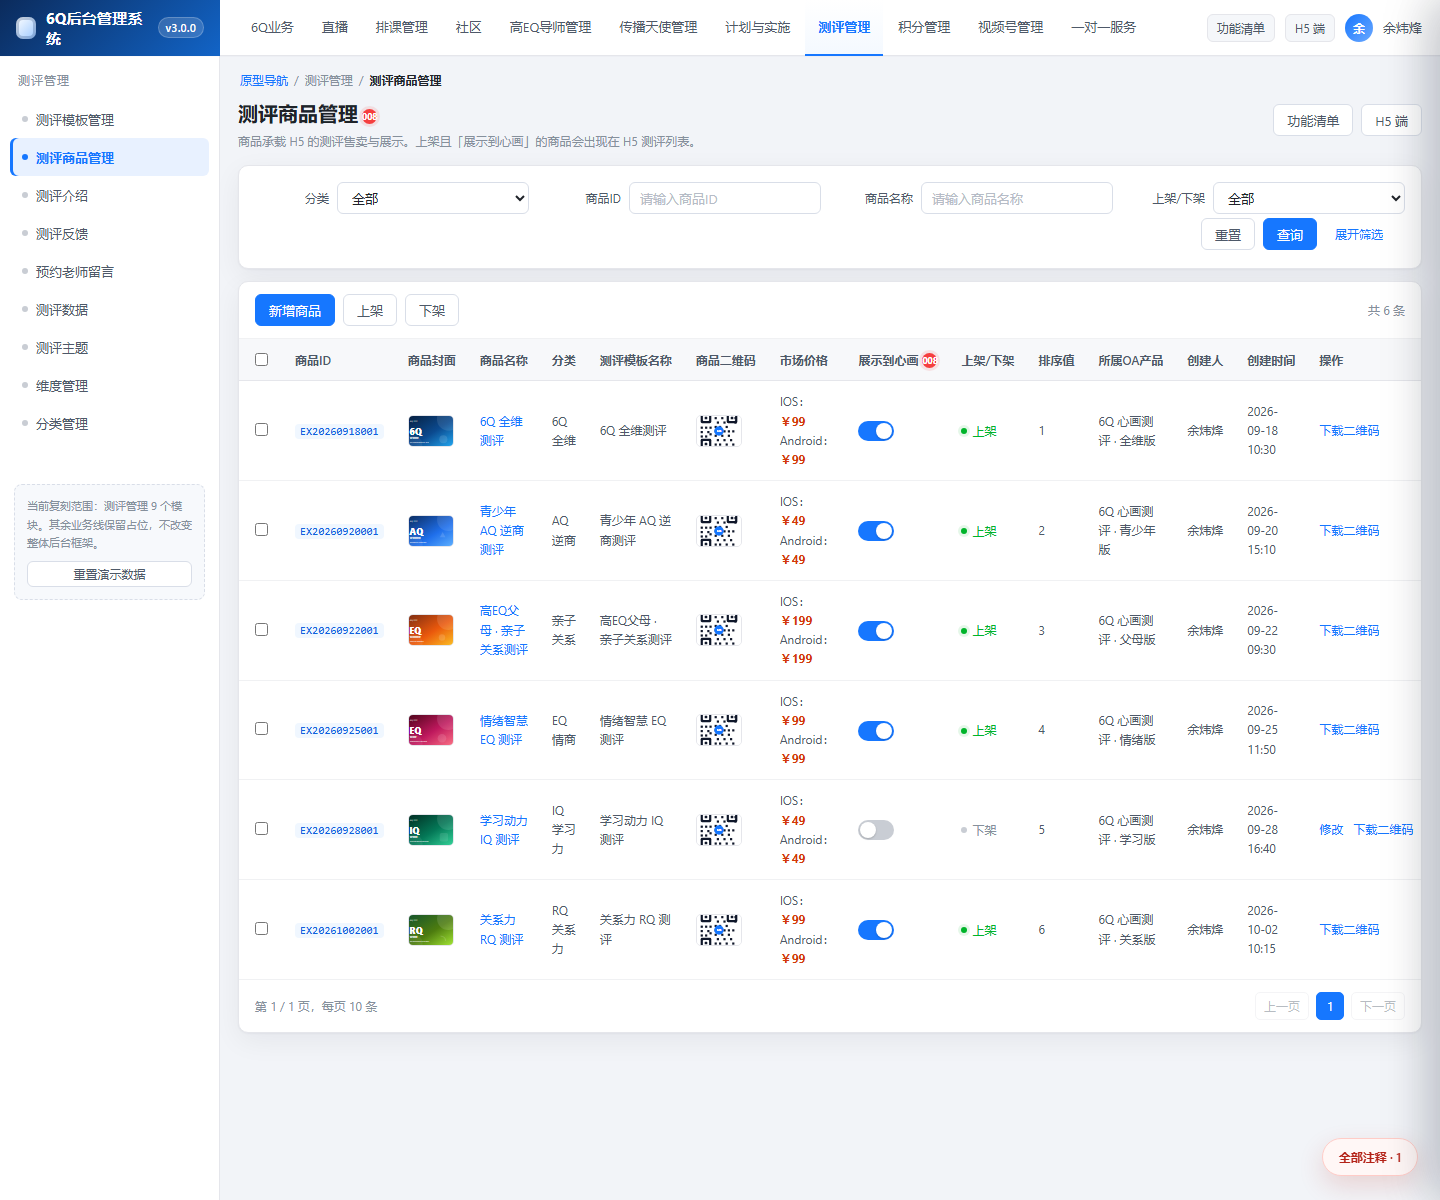 6Q后台管理系统 v3.0.0
6Q业务 直播 排课管理 社区 高EQ导师管理 传播天使管理 计划与实施 测评管理 积分管理 视频号管理 一对一服务 功能清单 H5 端 余 余炜烽
测评管理
测评模板管理
测评商品管理
测评介绍
测评反馈
预约老师留言
测评数据
测评主题
维度管理
分类管理
当前复刻范围：测评管理 9 个模
块。其余业务线保留占位，不改变
整体后台框架。
重置演示数据
原型导航 / 测评管理 / 测评商品管理
测评商品管理 008
功能清单 H5 端
商品承载 H5 的测评售卖与展示。上架且「展示到心画」的商品会出现在 H5 测评列表。
分类 全部 商品ID 请输入商品ID 商品名称 请输入商品名称 上架/下架 全部
重置 查询 展开筛选
新增商品 上架 下架 共 6 条
商品ID 商品封面 商品名称 分类 测评模板名称 商品二维码 市场价格 展示到心画 008 上架/下架 排序值 所属OA产品 创建人 创建时间 操作
EX20260918001 6Q 6Q 全维测评 6Q 全维 6Q 全维测评 IOS：￥99 Android：￥99 上架 1 6Q 心画测评 · 全维版 余炜烽 2026-09-18 10:30 下载二维码
EX20260920001 AQ 青少年 AQ 逆商测评 AQ 逆商 青少年 AQ 逆商测评 IOS：￥49 Android：￥49 上架 2 6Q 心画测评 · 青少年版 余炜烽 2026-09-20 15:10 下载二维码
EX20260922001 EQ 高EQ父母 · 亲子关系测评 亲子关系 高EQ父母 · 亲子关系测评 IOS：￥199 Android：￥199 上架 3 6Q 心画测评 · 父母版 余炜烽 2026-09-22 09:30 下载二维码
EX20260925001 EQ 情绪智慧 EQ 测评 EQ 情商 情绪智慧 EQ 测评 IOS：￥99 Android：￥99 上架 4 6Q 心画测评 · 情绪版 余炜烽 2026-09-25 11:50 下载二维码
EX20260928001 IQ 学习动力 IQ 测评 IQ 学习力 学习动力 IQ 测评 IOS：￥49 Android：￥49 下架 5 6Q 心画测评 · 学习版 余炜烽 2026-09-28 16:40 修改 下载二维码
EX20261002001 RQ 关系力 RQ 测评 RQ 关系力 关系力 RQ 测评 IOS：￥99 Android：￥99 上架 6 6Q 心画测评 · 关系版 余炜烽 2026-10-02 10:15 下载二维码
第 1 / 1 页，每页 10 条 上一页 1 下一页
全部注释 · 1